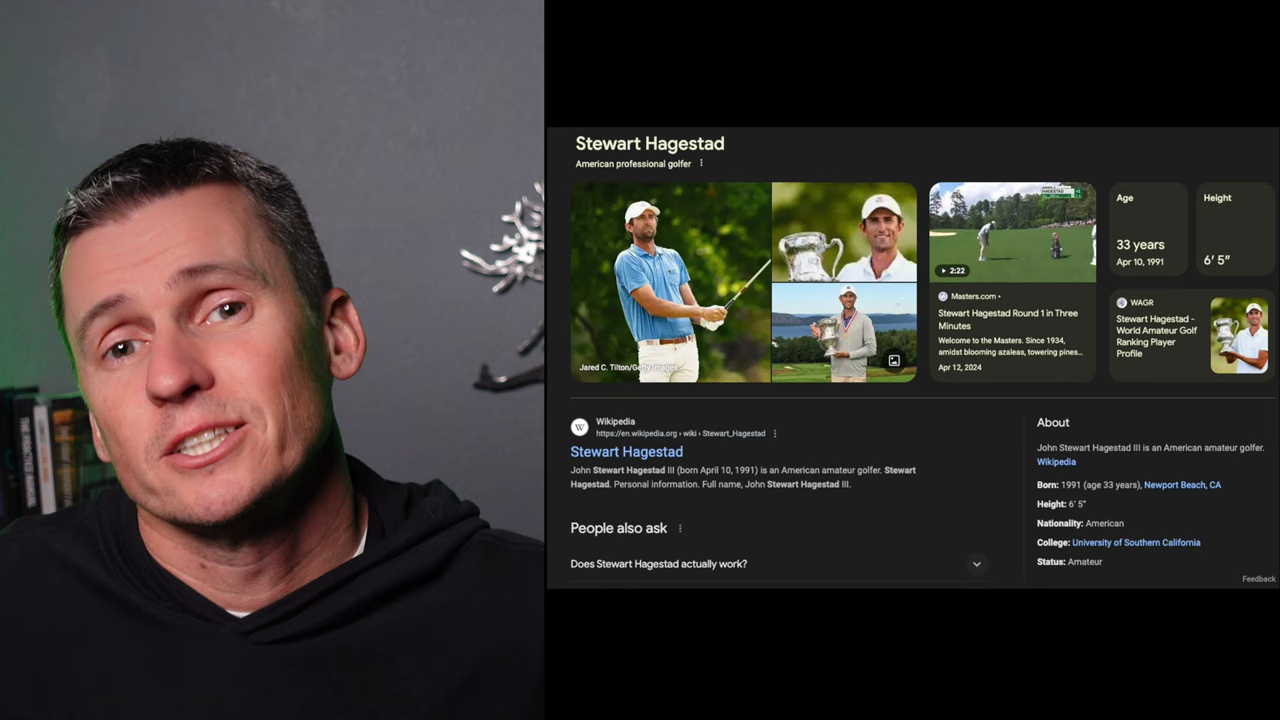 Stewart Hagestad
American professional golfer
Jared C. Tilton/Getty Images
HAGESTAD
2:22
Masters.com •
Stewart Hagestad Round 1 in Three
Minutes
Welcome to the Masters. Since 1934,
amidst blooming azaleas, towering pines...
Apr 12, 2024
Age
33 years
Apr 10, 1991
Height
6' 5"
WAGR
Stewart Hagestad -
World Amateur Golf
Ranking Player
Profile
W
Wikipedia
https://en.wikipedia.org › wiki › Stewart_Hagestad
Stewart Hagestad
John Stewart Hagestad III (born April 10, 1991) is an American amateur golfer. Stewart
Hagestad. Personal information. Full name, John Stewart Hagestad III.
People also ask
Does Stewart Hagestad actually work?
About
John Stewart Hagestad III is an American amateur golfer.
Wikipedia
Born: 1991 (age 33 years), Newport Beach, CA
Height: 6' 5"
Nationality: American
College: University of Southern California
Status: Amateur
Feedback